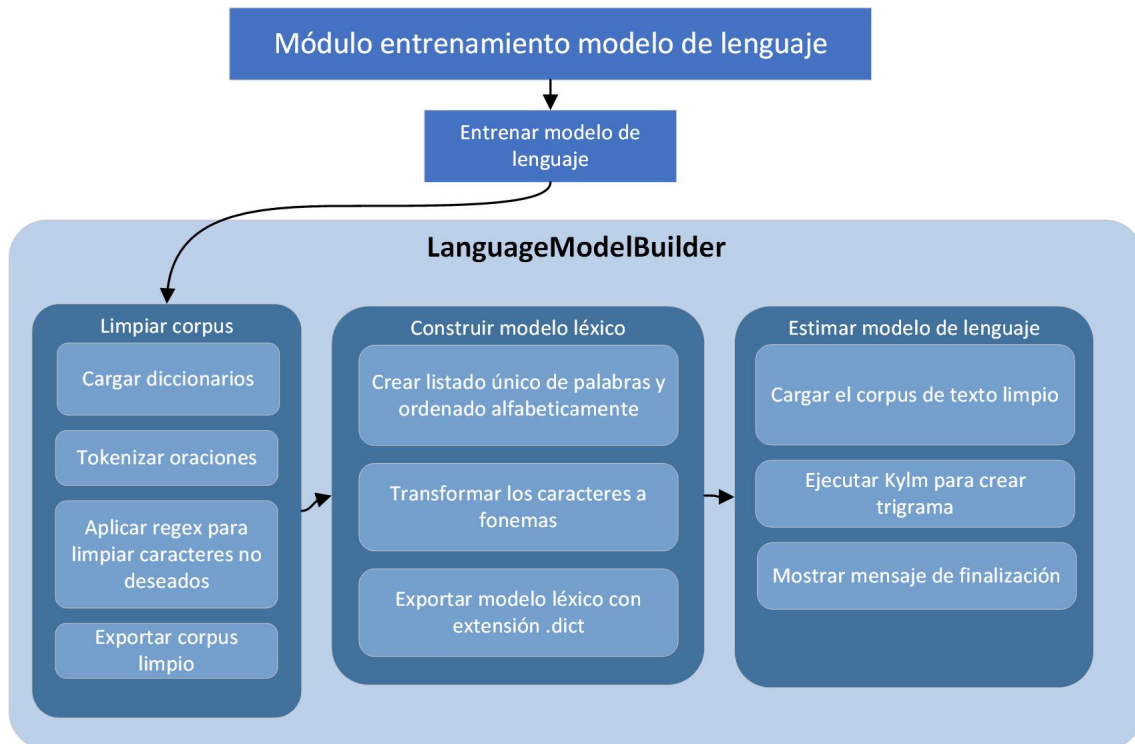 Módulo entrenamiento modelo de lenguaje
Entrenar modelo de
lenguaje
LanguageModelBuilder
Limpiar corpus
Cargar diccionarios
Tokenizar oraciones
Aplicar regex para
limpiar caracteres no
deseados
Exportar corpus
limpio
Construir modelo léxico
Crear listado único de palabras y
ordenado alfabeticamente
Transformar los caracteres a
fonemas
Exportar modelo léxico con
extensión .dict
Estimar modelo de lenguaje
Cargar el corpus de texto limpio
Ejecutar Kylm para crear
trigrama
Mostrar mensaje de finalización